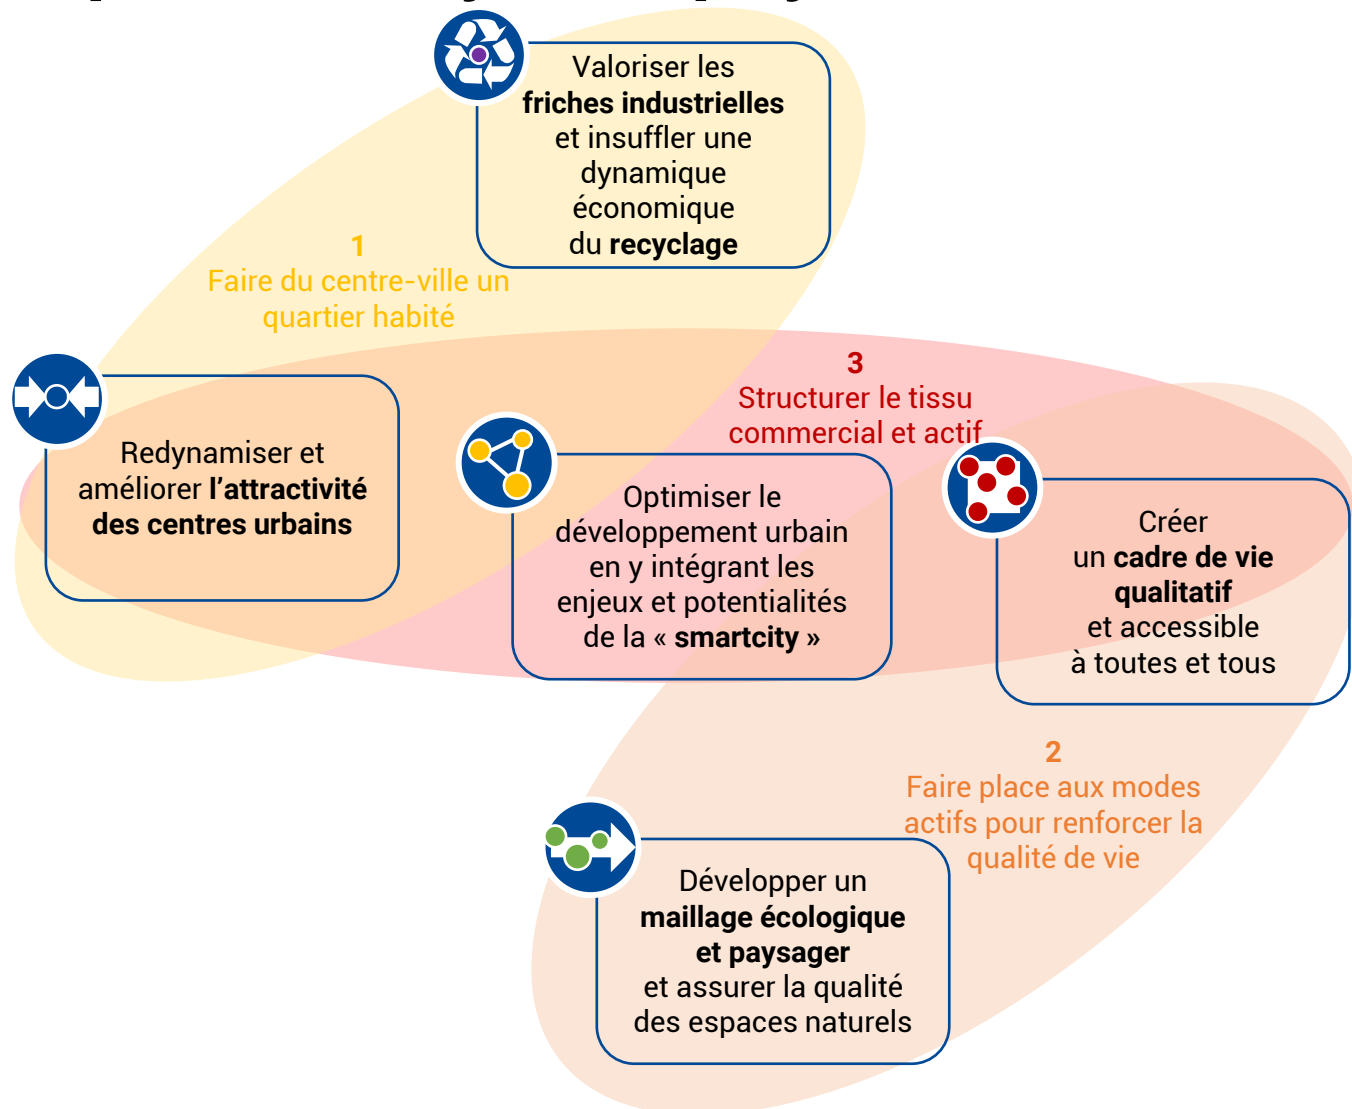 Valoriser les
friches industrielles
et insuffler une
dynamique
économique
du recyclage
1
Faire du centre-ville un
quartier habité
3
Structurer le tissu
commercial et actif
Redynamiser et
améliorer l'attractivité
des centres urbains
Optimiser le
développement urbain
en y intégrant les
enjeux et potentialités
de la « smartcity »
Créer
un cadre de vie
qualitatif
et accessible
à toutes et tous
2
Faire place aux modes
actifs pour renforcer la
qualité de vie
Développer un
maillage écologique
et paysager
et assurer la qualité
des espaces naturels